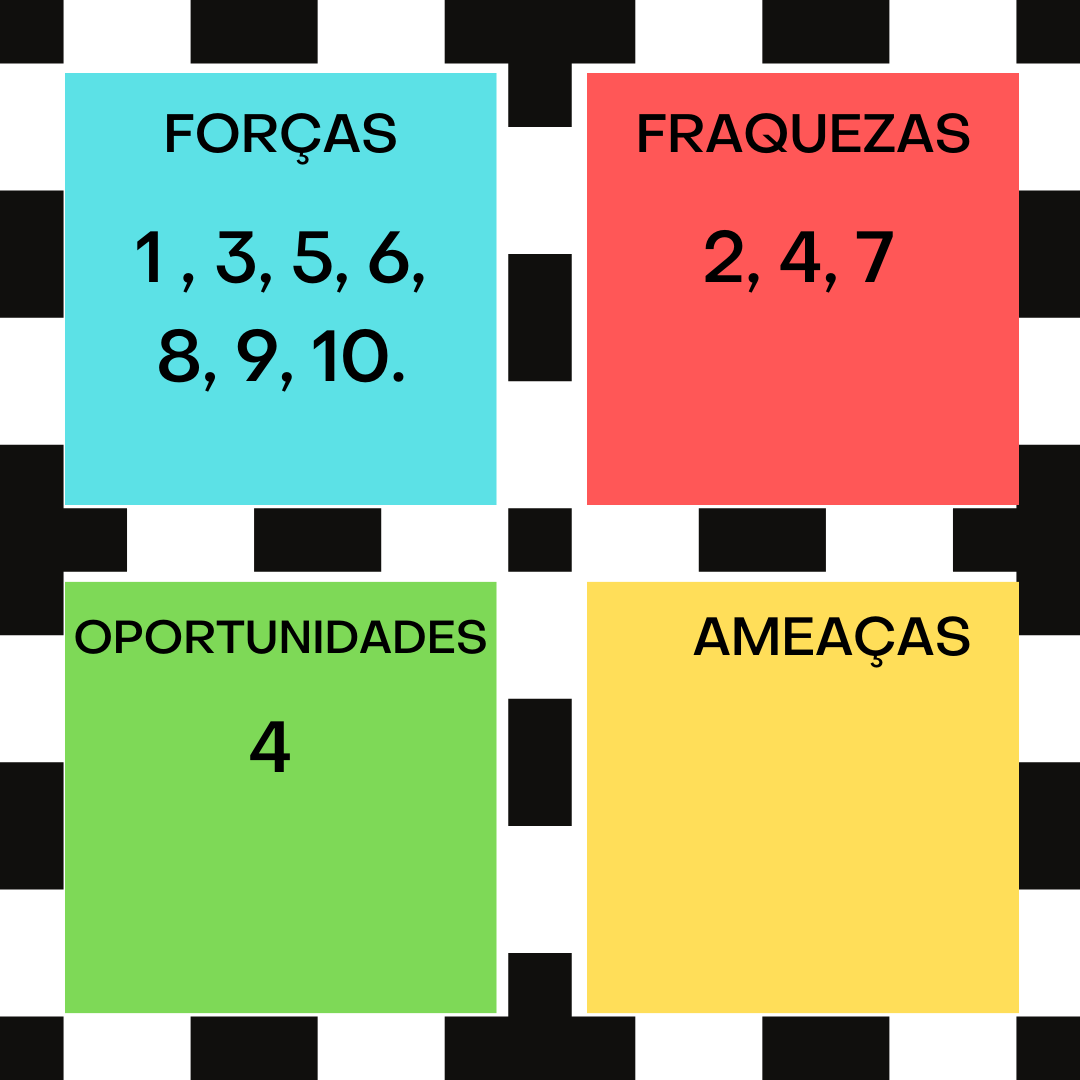 FORÇAS
1 , 3, 5, 6,
8, 9, 10.
FRAQUEZAS
2, 4, 7
OPORTUNIDADES
4
AMEAÇAS